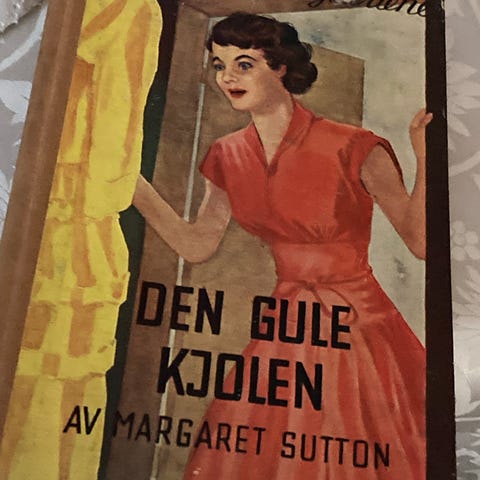 DEN GULE
KJOLEN
AV MARGARET SUTTON